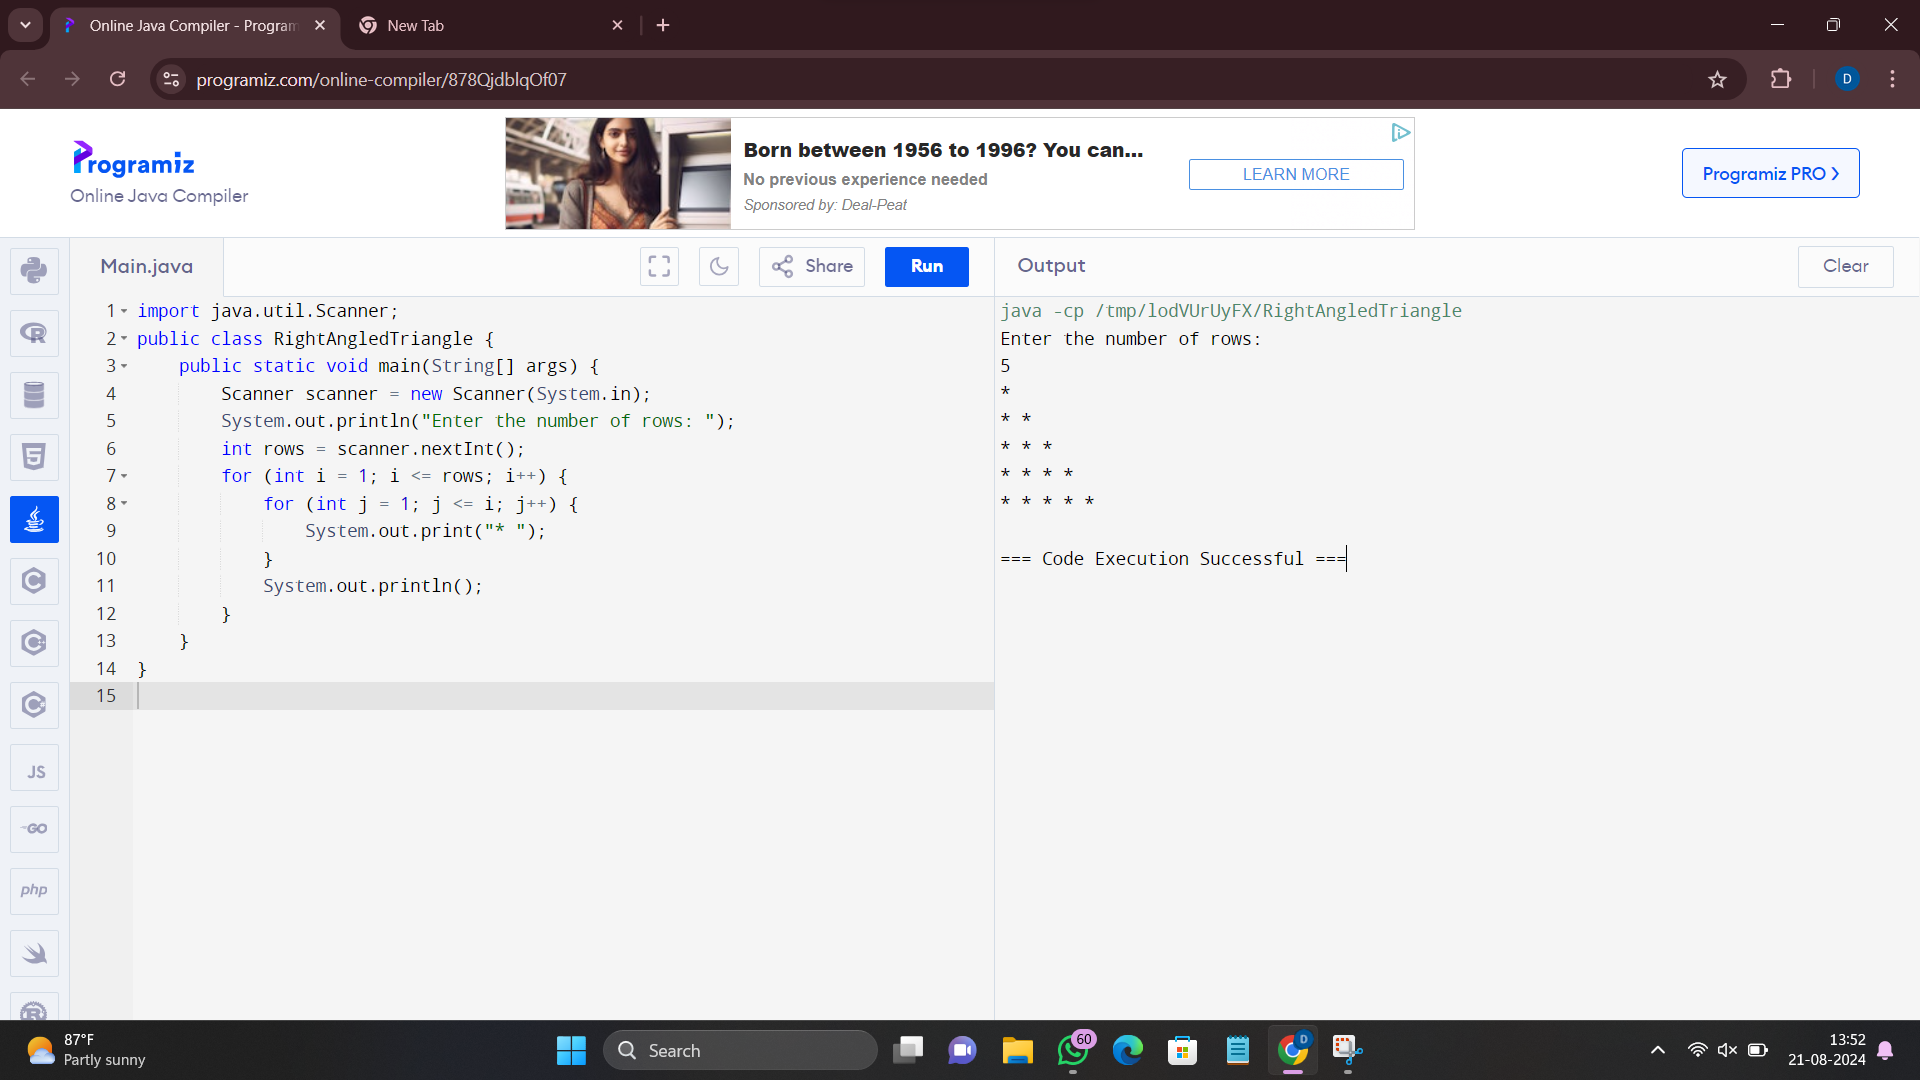 Online Java Compiler - Program
New Tab
programiz.com/online-compiler/878QjdblqOf07
D
Programiz
Online Java Compiler
Born between 1956 to 1996? You can...
No previous experience needed
Sponsored by: Deal-Peat
LEARN MORE
Programiz PRO >
Main.java
Share
Run
Output
Clear
1 import java.util.Scanner;
2 public class RightAngledTriangle {
3     public static void main(String[] args) {
4         Scanner scanner = new Scanner(System.in);
5         System.out.println("Enter the number of rows: ");
6         int rows = scanner.nextInt();
7         for (int i = 1; i <= rows; i++) {
8             for (int j = 1; j <= i; j++) {
9                 System.out.print("* ");
10             }
11             System.out.println();
12         }
13     }
14 }
15
java -cp /tmp/lodVUrUyFX/RightAngledTriangle
Enter the number of rows:
5
*
* *
* * *
* * * *
* * * * *
=== Code Execution Successful ===
R
5
C
C
C
JS
GO
php
R
87°F
Partly sunny
Search
60
D
13:52
21-08-2024